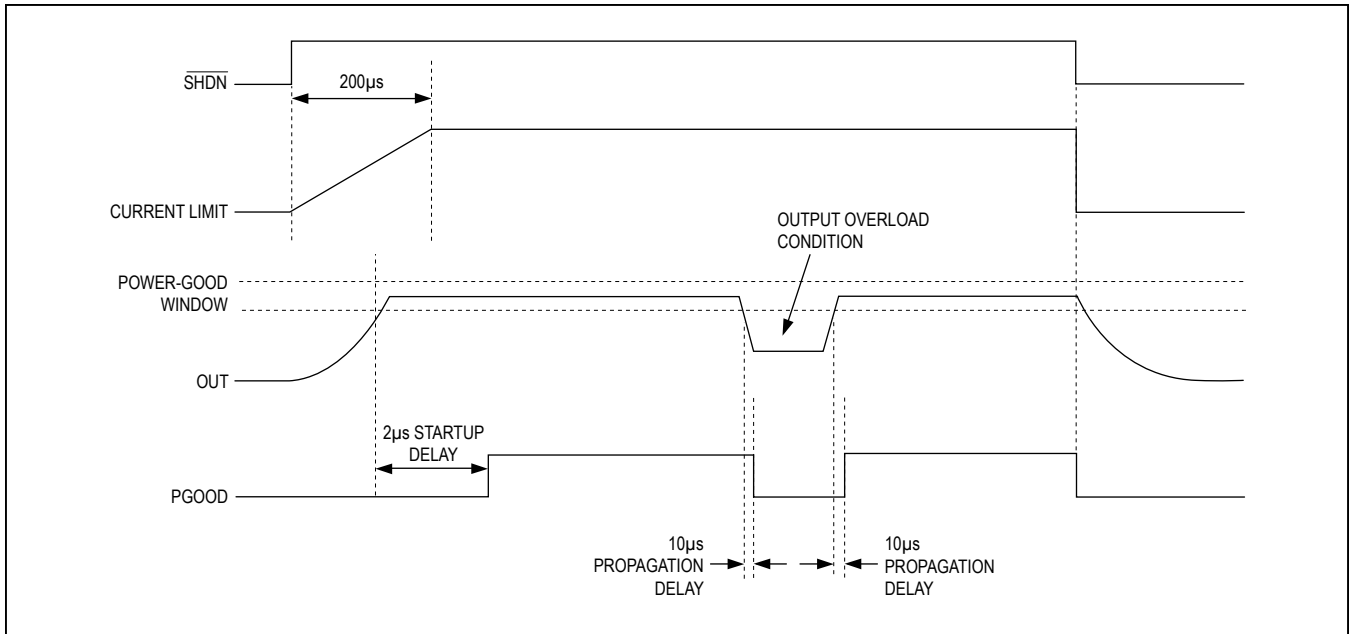 SHDN
200µs
CURRENT LIMIT
OUTPUT OVERLOAD
CONDITION
POWER-GOOD
WINDOW
OUT
2µs STARTUP
DELAY
PGOOD
10µs
PROPAGATION
DELAY
10µs
PROPAGATION
DELAY